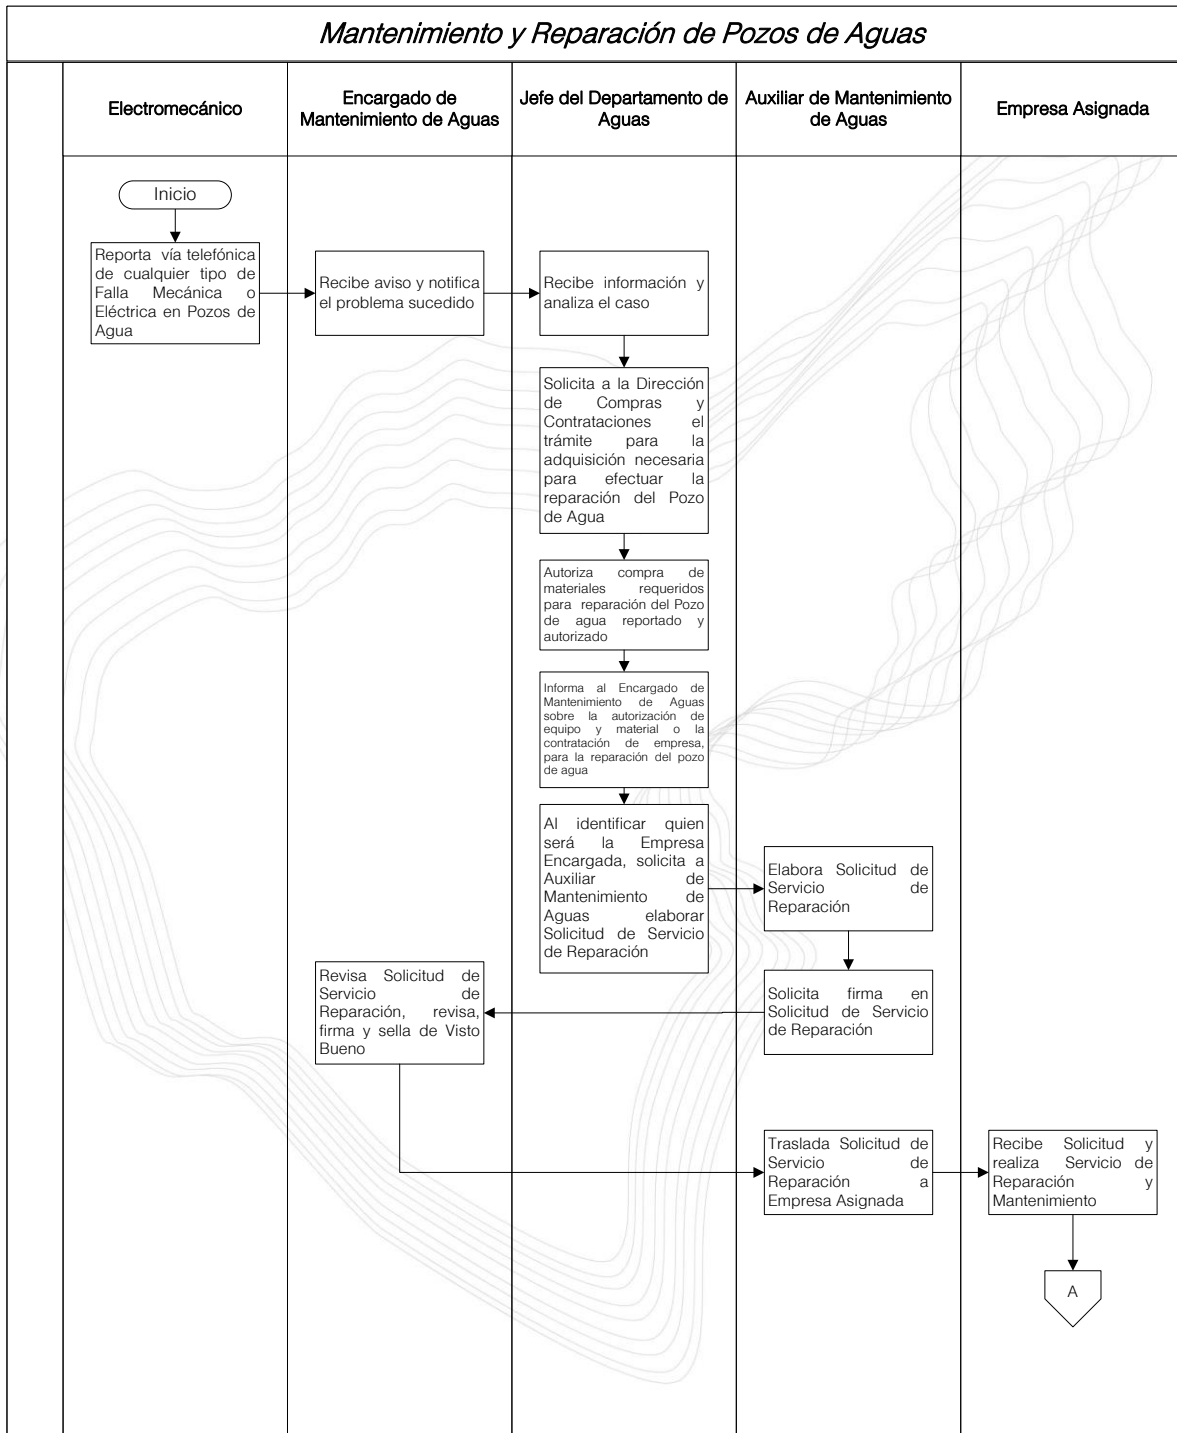 Mantenimiento y Reparación de Pozos de Aguas
Electromecánico
Encargado de
Mantenimiento de Aguas
Jefe del Departamento de
Aguas
Auxiliar de Mantenimiento
de Aguas
Empresa Asignada
Inicio
Reporta vía telefónica
de cualquier tipo de
Falla Mecánica o
Eléctrica en Pozos de
Agua
Recibe aviso y notifica
el problema sucedido
Recibe información y
analiza el caso
Solicita a la Dirección
de Compras y
Contrataciones el
trámite para la
adquisición necesaria
para efectuar la
reparación del Pozo
de Agua
Autoriza compra de
materiales requeridos
para reparación del Pozo
de agua reportado y
autorizado
Informa al Encargado de
Mantenimiento de Aguas
sobre la autorización de
equipo y material o la
contratación de empresa,
para la reparación del pozo
de agua
Al identificar quien
será la Empresa
Encargada, solicita a
Auxiliar de
Mantenimiento de
Aguas elaborar
Solicitud de Servicio
de Reparación
Elabora Solicitud de
Servicio de
Reparación
Solicita firma en
Solicitud de Servicio
de Reparación
Revisa Solicitud de
Servicio de
Reparación, revisa,
firma y sella de Visto
Bueno
Traslada Solicitud de
Servicio de
Reparación a
Empresa Asignada
Recibe Solicitud y
realiza Servicio de
Reparación y
Mantenimiento
A